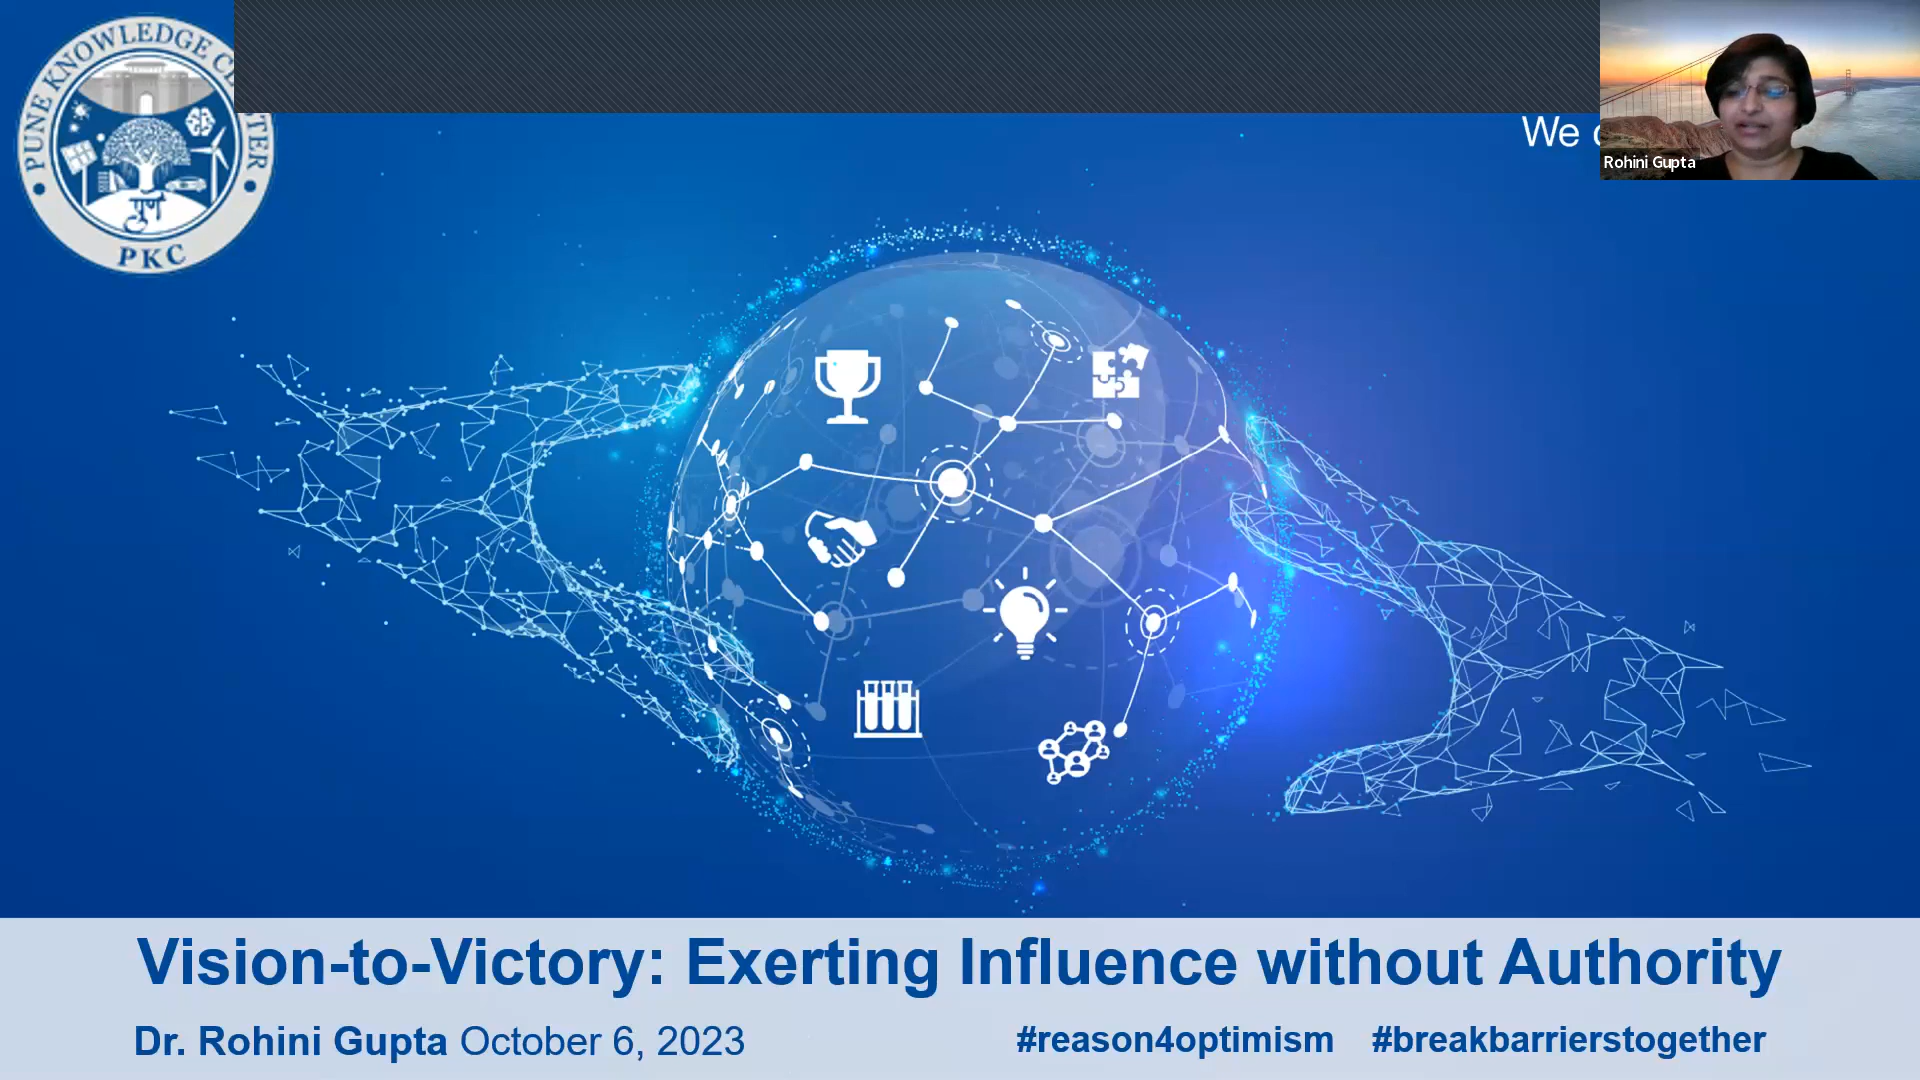 PUNE KNOWLEDGE CE TER
पुणे
PKC
We
Rohini Gupta
Vision-to-Victory: Exerting Influence without Authority
Dr. Rohini Gupta October 6, 2023
#reason4optimism #breakbarrierstogether